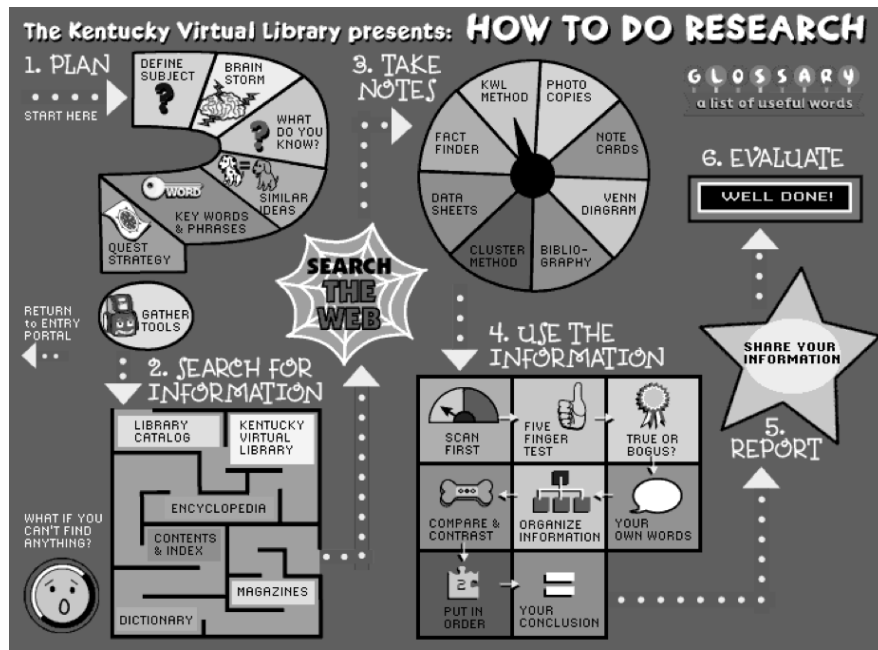 The Kentucky Virtual Library presents: HOW TO DO RESEARCH
1. PLAN
START HERE
DEFINE
SUBJECT
BRAIN
STORM
WHAT
DO YOU
KNOW?
SIMILAR
IDEAS
WORD
KEY WORDS
& PHRASES
QUEST
STRATEGY
GATHER
TOOLS
RETURN
to ENTRY
PORTAL
2. SEARCH FOR
INFORMATION
LIBRARY
CATALOG
KENTUCKY
VIRTUAL
LIBRARY
ENCYCLOPEDIA
CONTENTS
& INDEX
MAGAZINES
DICTIONARY
WHAT IF YOU
CAN'T FIND
ANYTHING?
SEARCH
THE
WEB
3. TAKE
NOTES
KWL
METHOD
PHOTO
COPIES
NOTE
CARDS
VENN
DIAGRAM
BIBLIO-
GRAPHY
CLUSTER
METHOD
DATA
SHEETS
FACT
FINDER
4. USE THE
INFORMATION
SCAN
FIRST
FIVE
FINGER
TEST
TRUE OR
BOGUS?
YOUR
OWN WORDS
ORGANIZE
INFORMATION
COMPARE &
CONTRAST
2
PUT IN
ORDER
YOUR
CONCLUSION
5.
REPORT
SHARE YOUR
INFORMATION
6. EVALUATE
WELL DONE!
GLOSSARY
a list of useful words